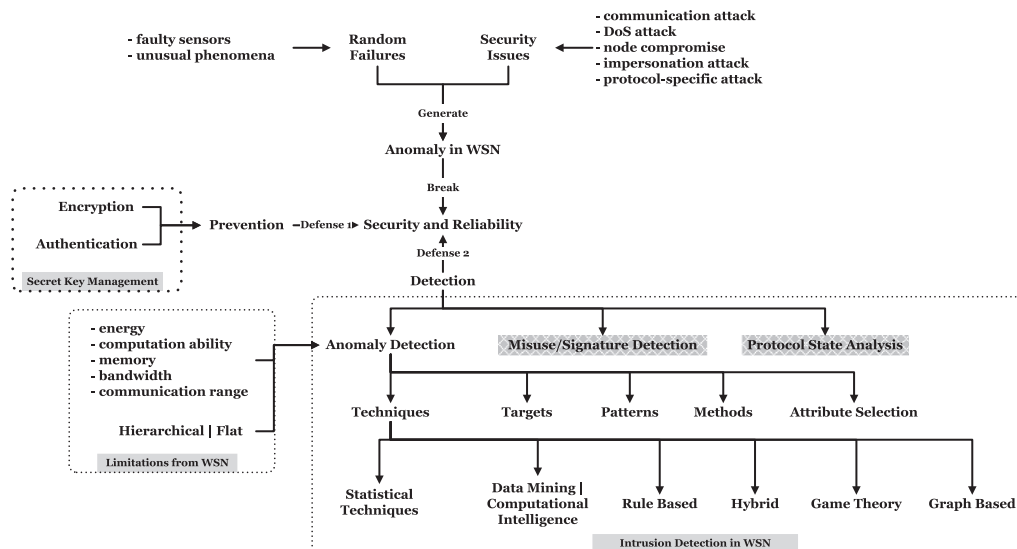 - faulty sensors
- unusual phenomena
Random
Failures
Security
Issues
- communication attack
- DoS attack
- node compromise
- impersonation attack
- protocol-specific attack
Generate
Anomaly in WSN
Break
Encryption
Authentication
Secret Key Management
Prevention
Defense 1
Security and Reliability
Defense 2
Detection
- energy
- computation ability
- memory
- bandwidth
- communication range
Hierarchical | Flat
Limitations from WSN
Anomaly Detection
Misuse/Signature Detection
Protocol State Analysis
Techniques
Targets
Patterns
Methods
Attribute Selection
Statistical
Techniques
Data Mining |
Computational
Intelligence
Rule Based
Hybrid
Game Theory
Graph Based
Intrusion Detection in WSN